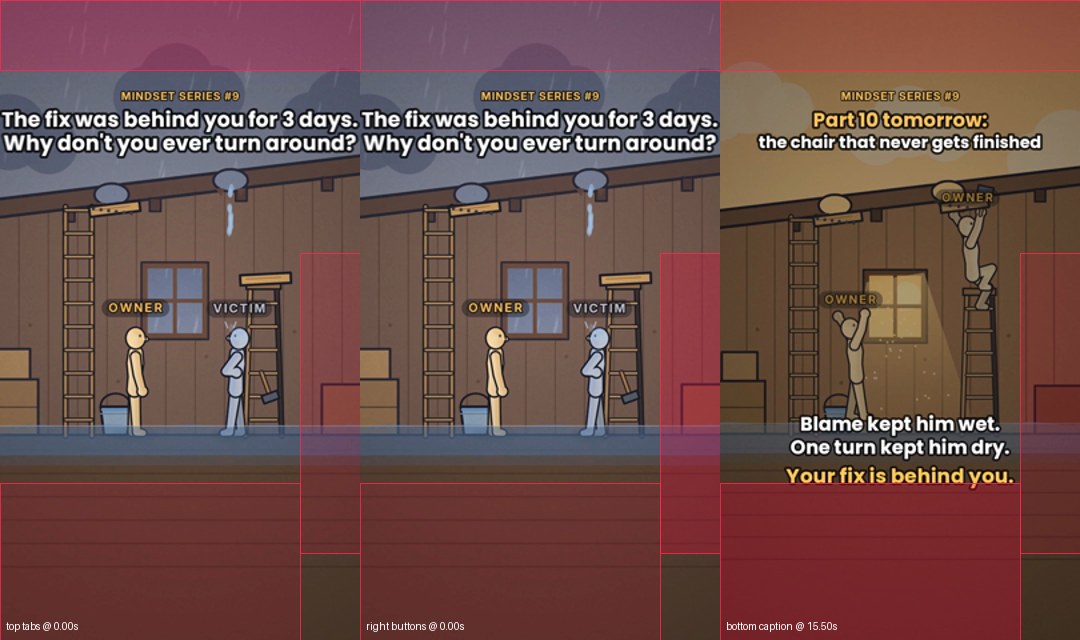 MINDSET SERIES #9
The fix was behind you for 3 days.
Why don't you ever turn around?
OWNER
VICTIM
top tabs @ 0.00s
MINDSET SERIES #9
The fix was behind you for 3 days.
Why don't you ever turn around?
OWNER
VICTIM
right buttons @ 0.00s
MINDSET SERIES #9
Part 10 tomorrow:
the chair that never gets finished
OWNER
OWNER
Blame kept him wet.
One turn kept him dry.
Your fix is behind you.
bottom caption @ 15.50s